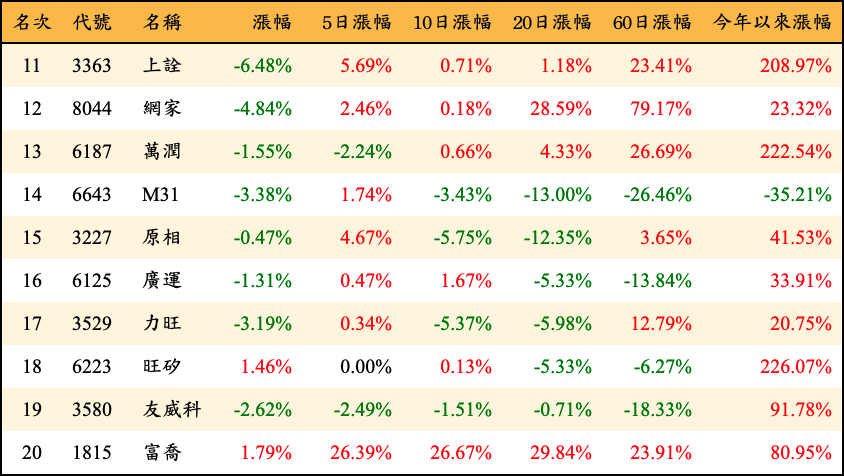 名次 代號 名稱 漲幅 5日漲幅 10日漲幅 20日漲幅 60日漲幅 今年以來漲幅
11 3363 上詮 -6.48% 5.69% 0.71% 1.18% 23.41% 208.97%
12 8044 網家 -4.84% 2.46% 0.18% 28.59% 79.17% 23.32%
13 6187 萬潤 -1.55% -2.24% 0.66% 4.33% 26.69% 222.54%
14 6643 M31 -3.38% 1.74% -3.43% -13.00% -26.46% -35.21%
15 3227 原相 -0.47% 4.67% -5.75% -12.35% 3.65% 41.53%
16 6125 廣運 -1.31% 0.47% 1.67% -5.33% -13.84% 33.91%
17 3529 力旺 -3.19% 0.34% -5.37% -5.98% 12.79% 20.75%
18 6223 旺矽 1.46% 0.00% 0.13% -5.33% -6.27% 226.07%
19 3580 友威科 -2.62% -2.49% -1.51% -0.71% -18.33% 91.78%
20 1815 富喬 1.79% 26.39% 26.67% 29.84% 23.91% 80.95%